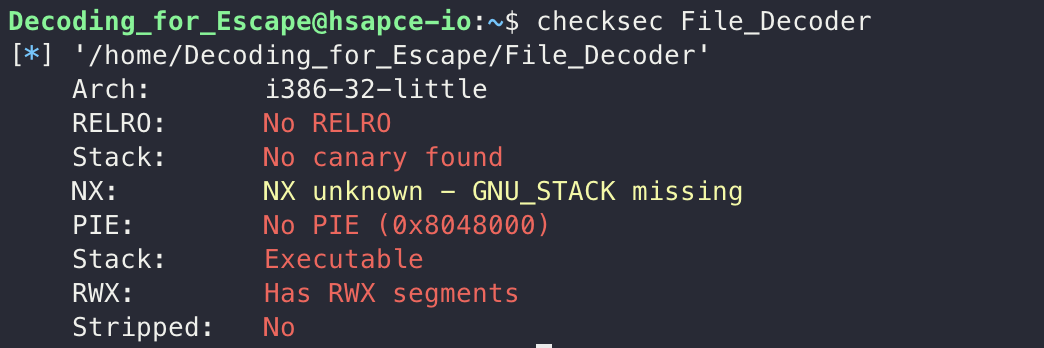 Decoding_for_Escape@hsapce-io:~$ checksec File_Decoder
[*] '/home/Decoding_for_Escape/File_Decoder'
Arch: i386-32-little
RELRO: No RELRO
Stack: No canary found
NX: NX unknown - GNU_STACK missing
PIE: No PIE (0x8048000)
Stack: Executable
RWX: Has RWX segments
Stripped: No